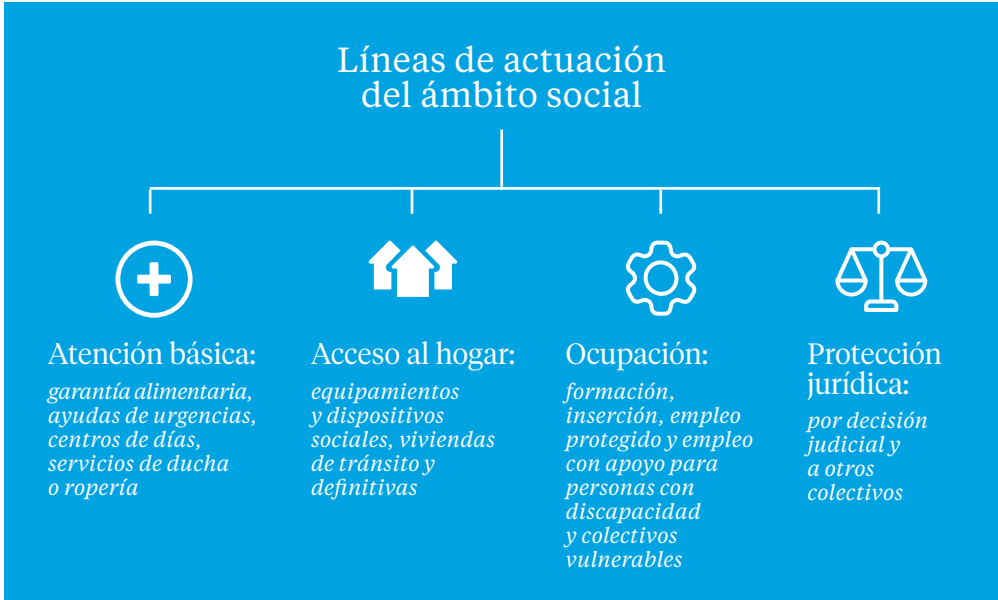 Líneas de actuación
del ámbito social
Atención básica:
garantía alimentaria,
ayudas de urgencias,
centros de días,
servicios de ducha
o ropería
Acceso al hogar:
equipamientos
y dispositivos
sociales, viviendas
de tránsito y
definitivas
Ocupación:
formación,
inserción, empleo
protegido y empleo
con apoyo para
personas con
discapacidad
y colectivos
vulnerables
Protección
jurídica:
por decisión
judicial y
a otros
colectivos